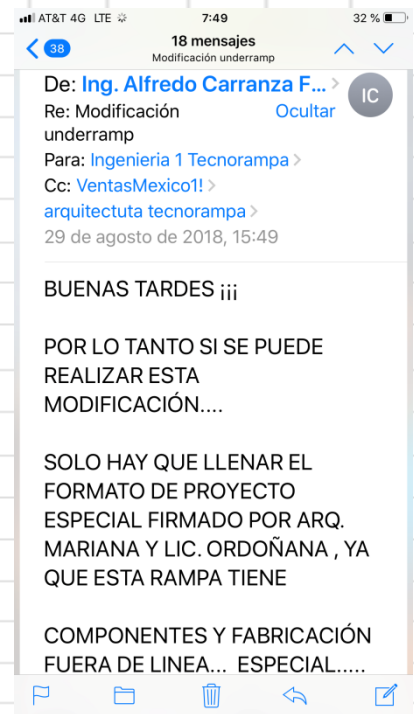 AT&T 4G LTE 7:49 32 %
38 18 mensajes
Modificación underramp
De: Ing. Alfredo Carranza F...
IC
Re: Modificación underramp Ocultar
Para: Ingenieria 1 Tecnorampa
Cc: VentasMexico1!
arquitectuta tecnorampa
29 de agosto de 2018, 15:49
BUENAS TARDES ¡¡¡
POR LO TANTO SI SE PUEDE
REALIZAR ESTA
MODIFICACIÓN....
SOLO HAY QUE LLENAR EL
FORMATO DE PROYECTO
ESPECIAL FIRMADO POR ARQ.
MARIANA Y LIC. ORDOÑANA , YA
QUE ESTA RAMPA TIENE
COMPONENTES Y FABRICACIÓN
FUERA DE LINEA... ESPECIAL.....